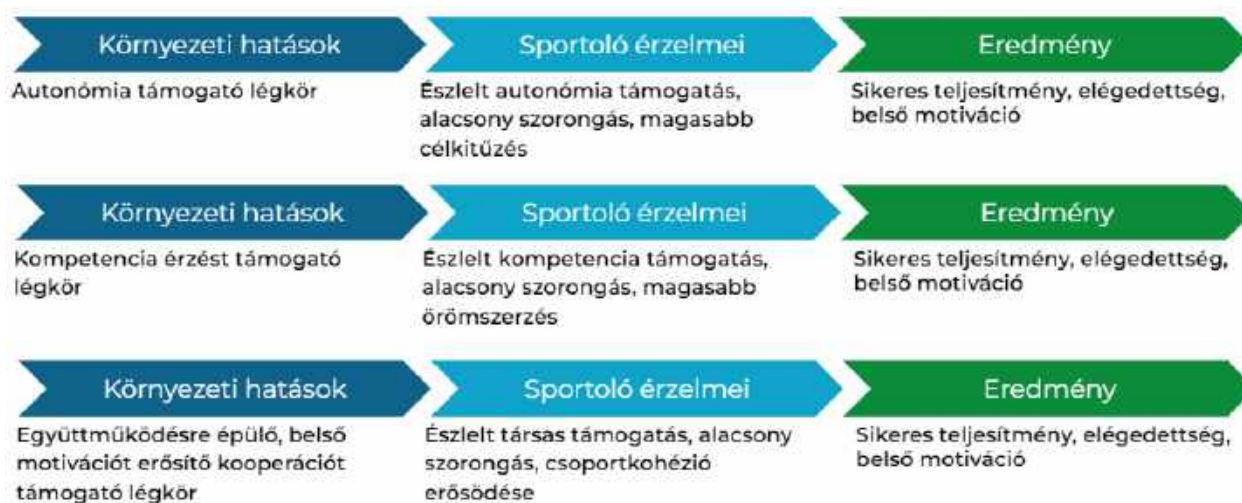 Környezeti hatások
Sportoló érzelmei
Eredmény
Autonómia támogató légkör
Észlelt autonómia támogatás,
alacsony szorongás, magasabb
célkitűzés
Sikeres teljesítmény, elégedettség,
belső motiváció
Környezeti hatások
Sportoló érzelmei
Eredmény
Kompetencia érzést támogató
légkör
Észlelt kompetencia támogatás,
alacsony szorongás, magasabb
örömszerzés
Sikeres teljesítmény, elégedettség,
belső motiváció
Környezeti hatások
Sportoló érzelmei
Eredmény
Együttműködésre épülő, belső
motivációt erősítő kooperációt
támogató légkör
Észlelt társas támogatás, alacsony
szorongás, csoportkohézió
erősödése
Sikeres teljesítmény, elégedettség,
belső motiváció